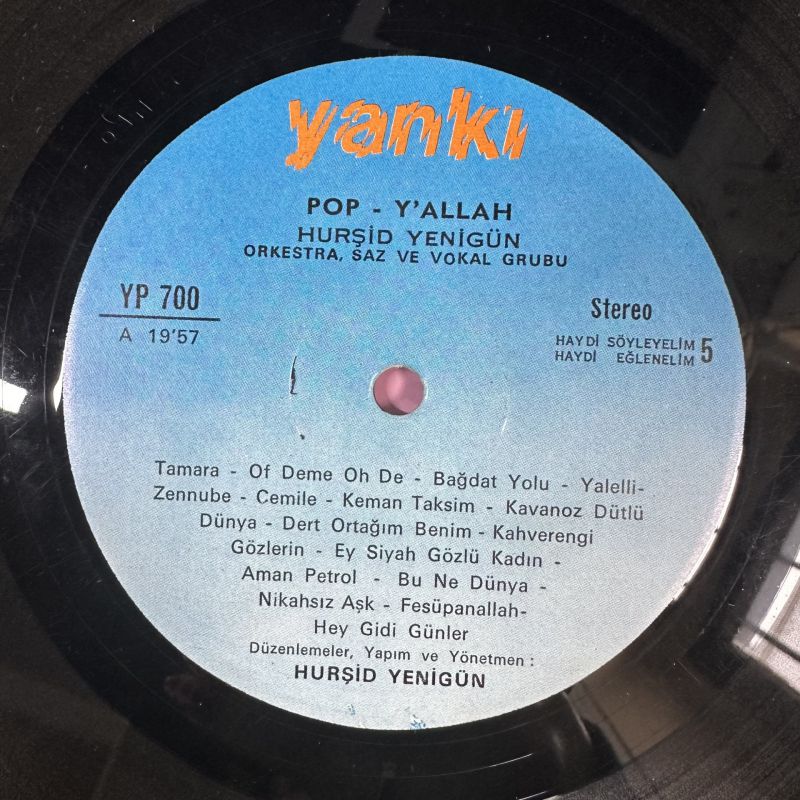 yankı
POP - Y'ALLAH
HURŞİD YENİGÜN
ORKESTRA, SAZ VE VOKAL GRUBU
YP 700
A 19'57
Stereo
HAYDİ SÖYLEYELİM 5
HAYDİ EĞLENELİM
Tamara - Of Deme Oh De - Bağdat Yolu - Yalelli-
Zennube - Cemile - Keman Taksim - Kavanoz Dütlü
Dünya - Dert Ortağım Benim - Kahverengi
Gözlerin - Ey Siyah Gözlü Kadın -
Aman Petrol - Bu Ne Dünya -
Nikahsız Aşk - Fesüpanallah-
Hey Gidi Günler
Düzenlemeler, Yapım ve Yönetmen :
HURŞİD YENİGÜN